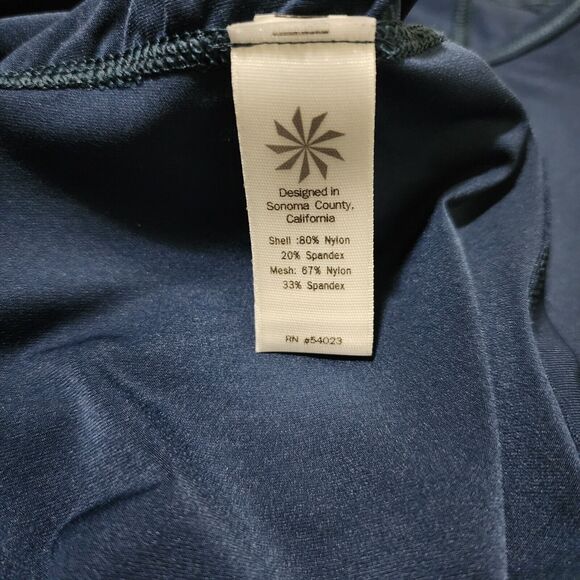 Designed in
Sonoma County,
California
Shell :80% Nylon
20% Spandex
Mesh: 67% Nylon
33% Spandex
RN #54023